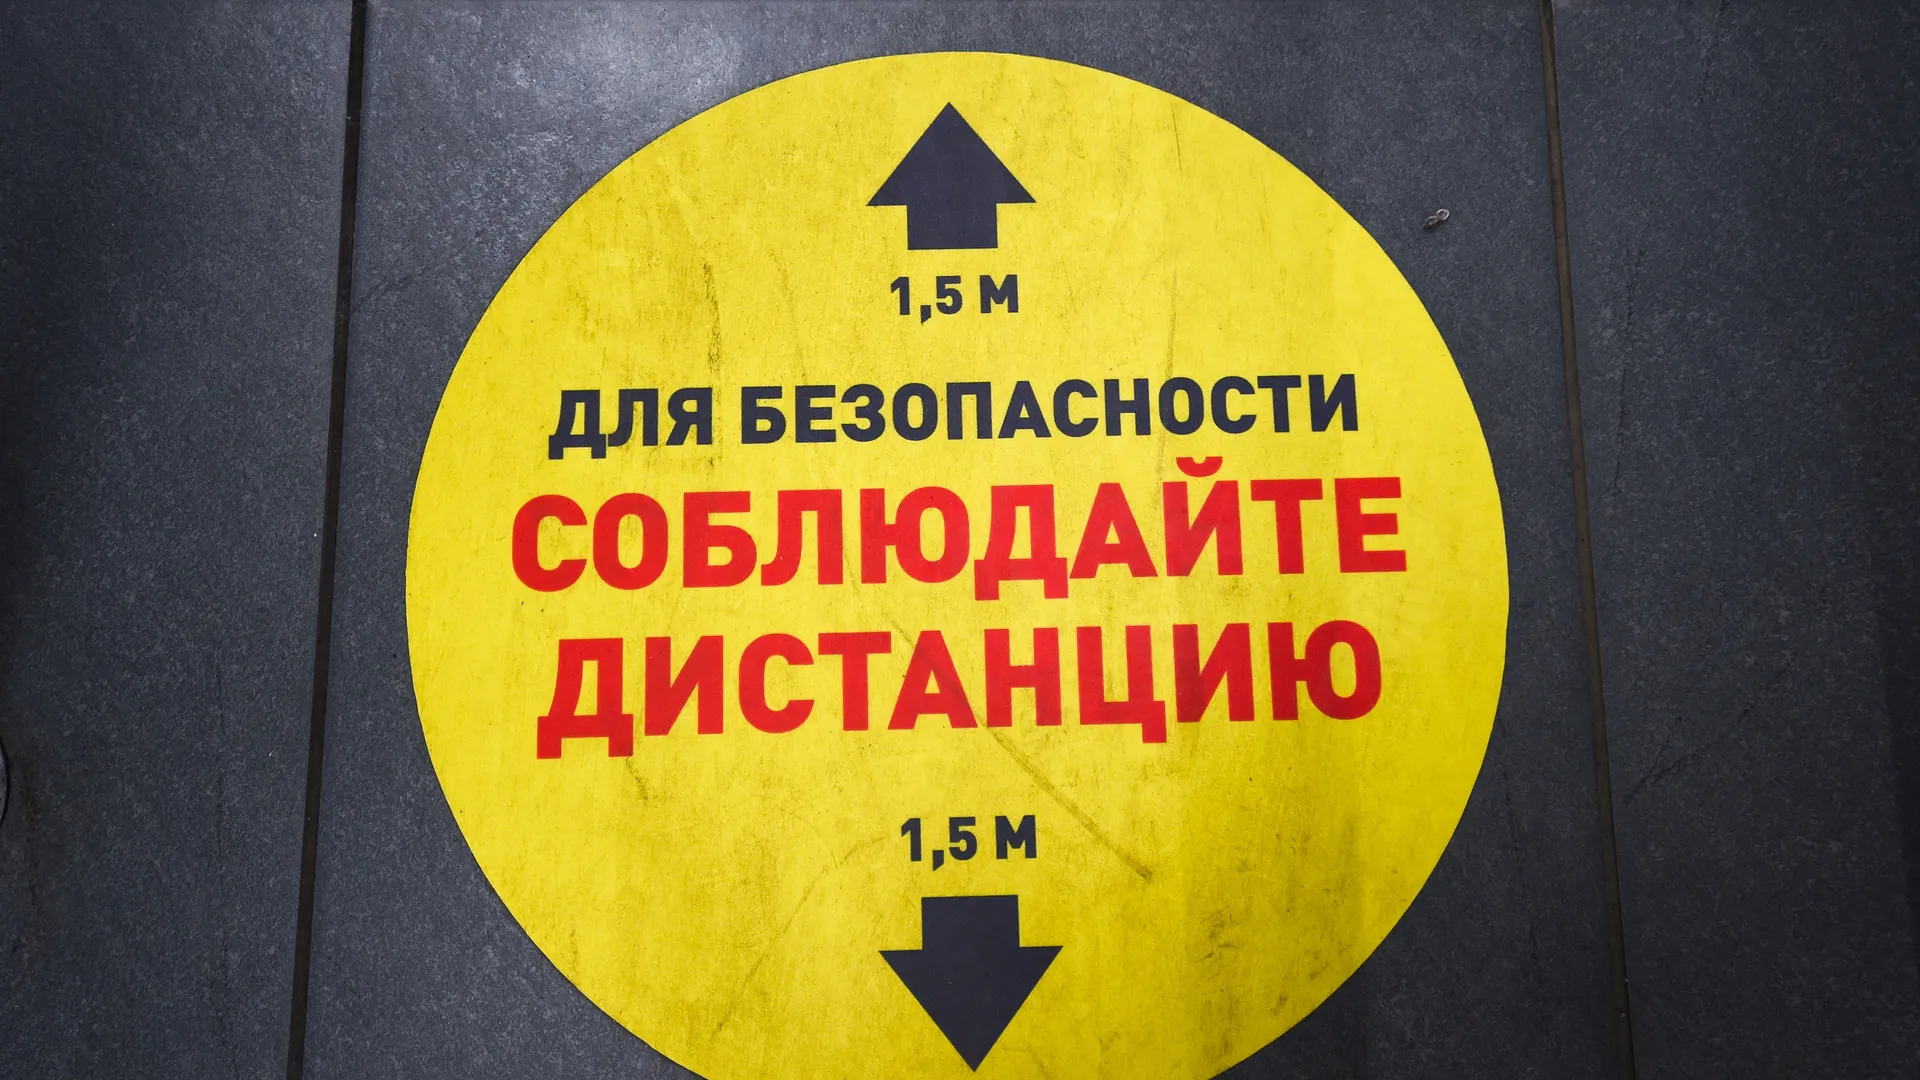 1,5 М
ДЛЯ БЕЗОПАСНОСТИ
СОБЛЮДАЙТЕ
ДИСТАНЦИЮ
1,5 М